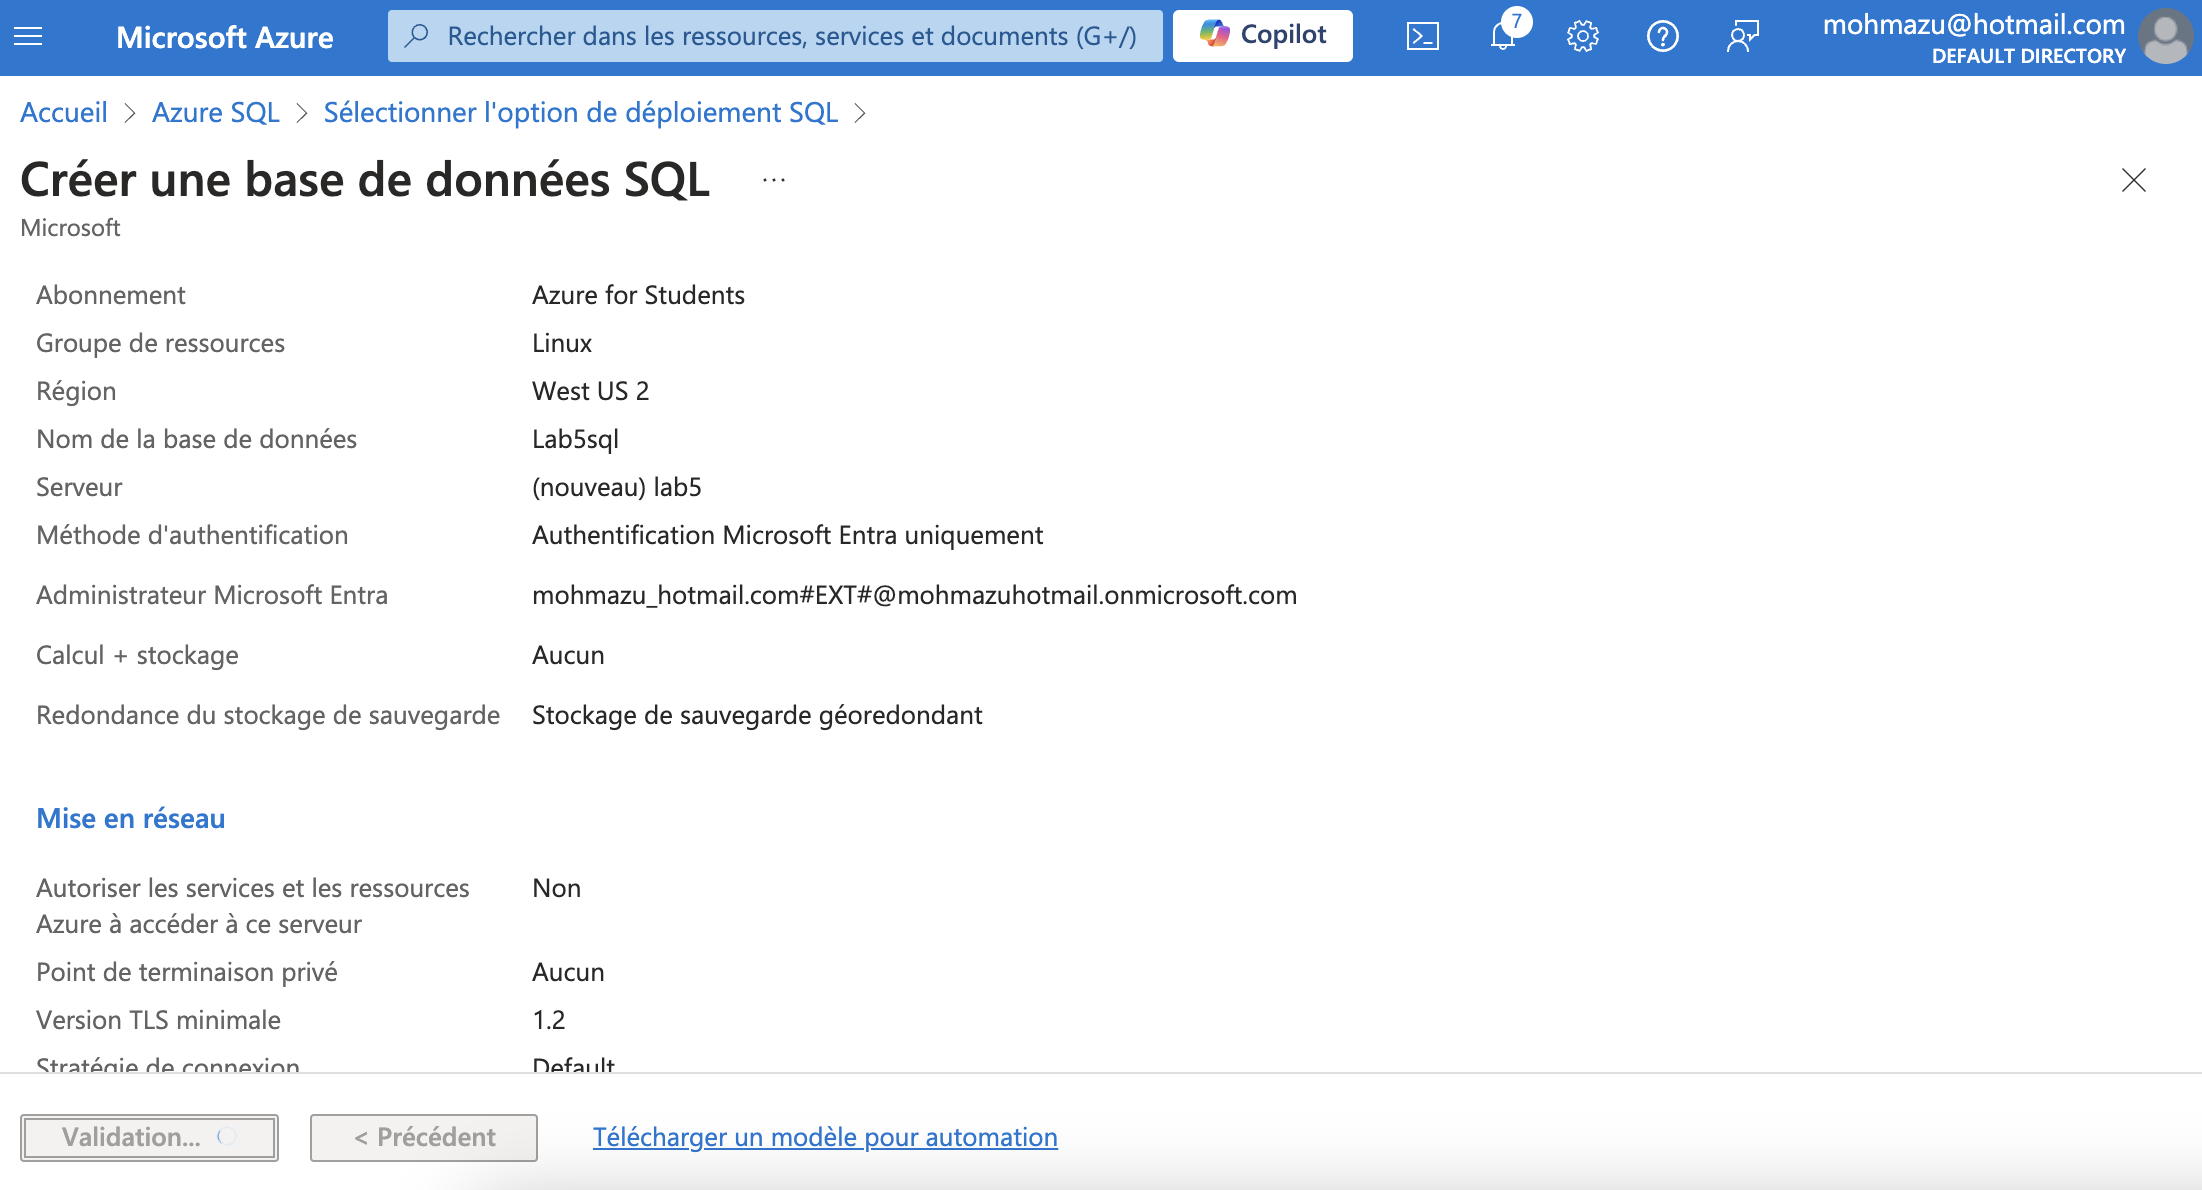 Microsoft Azure
Rechercher dans les ressources, services et documents (G+/)
Copilot
7
mohmazu@hotmail.com
DEFAULT DIRECTORY
Accueil > Azure SQL > Sélectionner l'option de déploiement SQL >
Créer une base de données SQL ...
Microsoft
Abonnement Azure for Students
Groupe de ressources Linux
Région West US 2
Nom de la base de données Lab5sql
Serveur (nouveau) lab5
Méthode d'authentification Authentification Microsoft Entra uniquement
Administrateur Microsoft Entra mohmazu_hotmail.com#EXT#@mohmazuhotmail.onmicrosoft.com
Calcul + stockage Aucun
Redondance du stockage de sauvegarde Stockage de sauvegarde géoredondant
Mise en réseau
Autoriser les services et les ressources Non
Azure à accéder à ce serveur
Point de terminaison privé Aucun
Version TLS minimale 1.2
Stratégie de connexion Default
Validation...
< Précédent
Télécharger un modèle pour automation